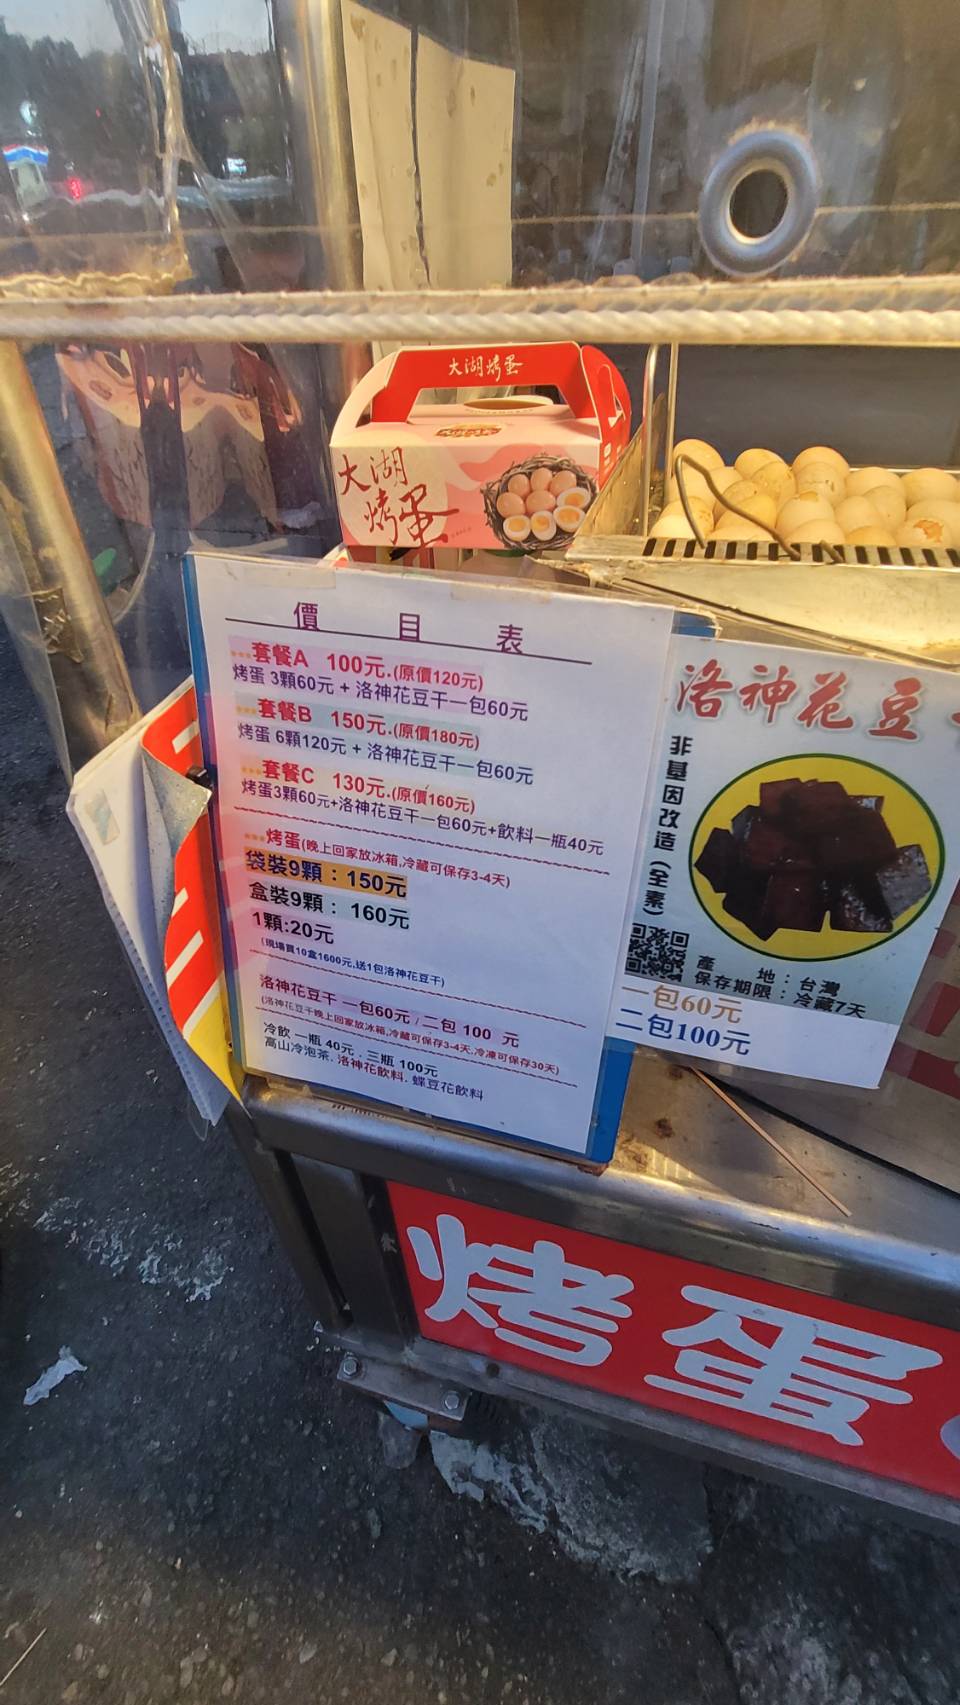 大湖烤蛋
大湖
烤蛋
價 目 表
套餐A 100元.(原價120元)
烤蛋 3顆60元 + 洛神花豆干一包60元
套餐B 150元.(原價180元)
烤蛋 6顆120元 + 洛神花豆干一包60元
套餐C 130元.(原價160元)
烤蛋3顆60元+洛神花豆干一包60元+飲料一瓶40元
烤蛋(晚上回家放冰箱,冷藏可保存3-4天)
袋裝9顆：150元
盒裝9顆：160元
1顆:20元
(現場買10盒1600元,送1包洛神花豆干)
洛神花豆干 一包60元 / 二包 100 元
(洛神花豆干晚上回家放冰箱,冷藏可保存3-4天.冷凍可保存30天)
冷飲 一瓶 40元 . 三瓶 100元
高山冷泡茶. 洛神花飲料. 蝶豆花飲料
洛神花豆
非基因改造(全素)
產 地：台灣
保存期限：冷藏7天
一包60元
二包100元
烤蛋